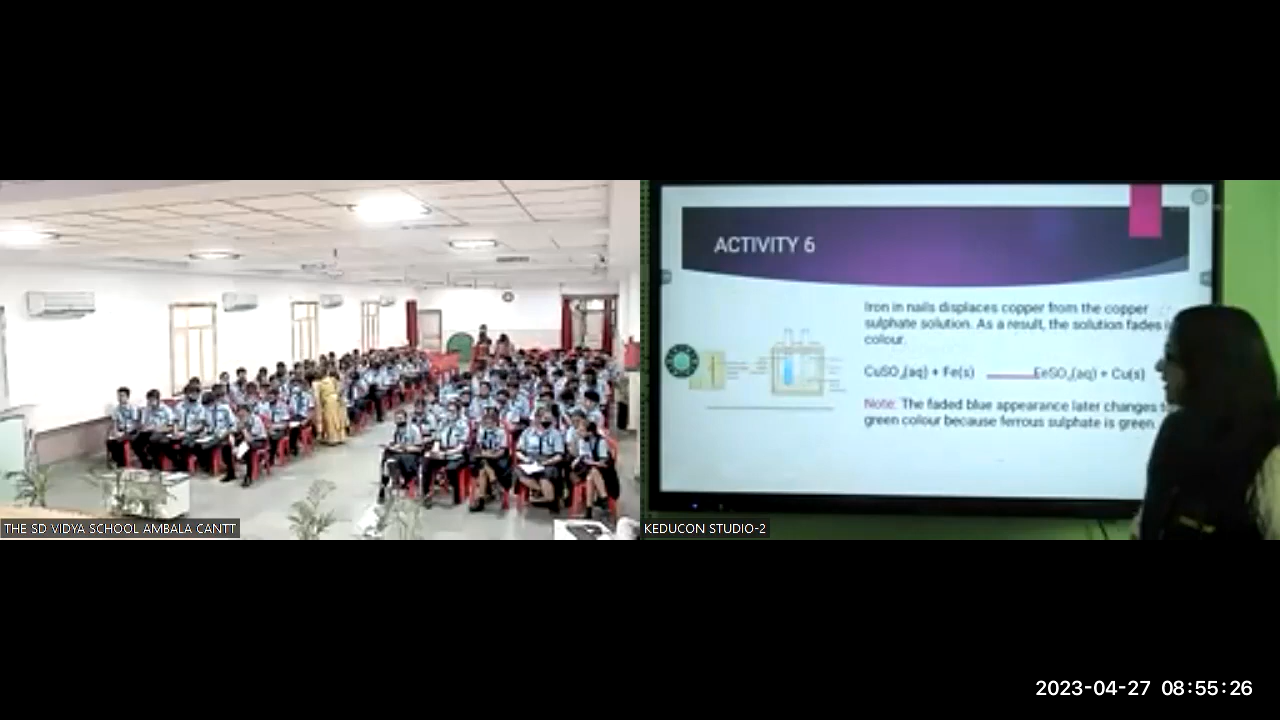 ACTIVITY 6
Iron in nails displaces copper from the copper
sulphate solution. As a result, the solution fades
colour.
CuSO₄(aq) + Fe(s) FeSO₄(aq) + Cu(s)
Note: The faded blue appearance later changes
green colour because ferrous sulphate is green.
THE SD VIDYA SCHOOL AMBALA CANTT
KEDUCON STUDIO-2
2023-04-27 08:55:26